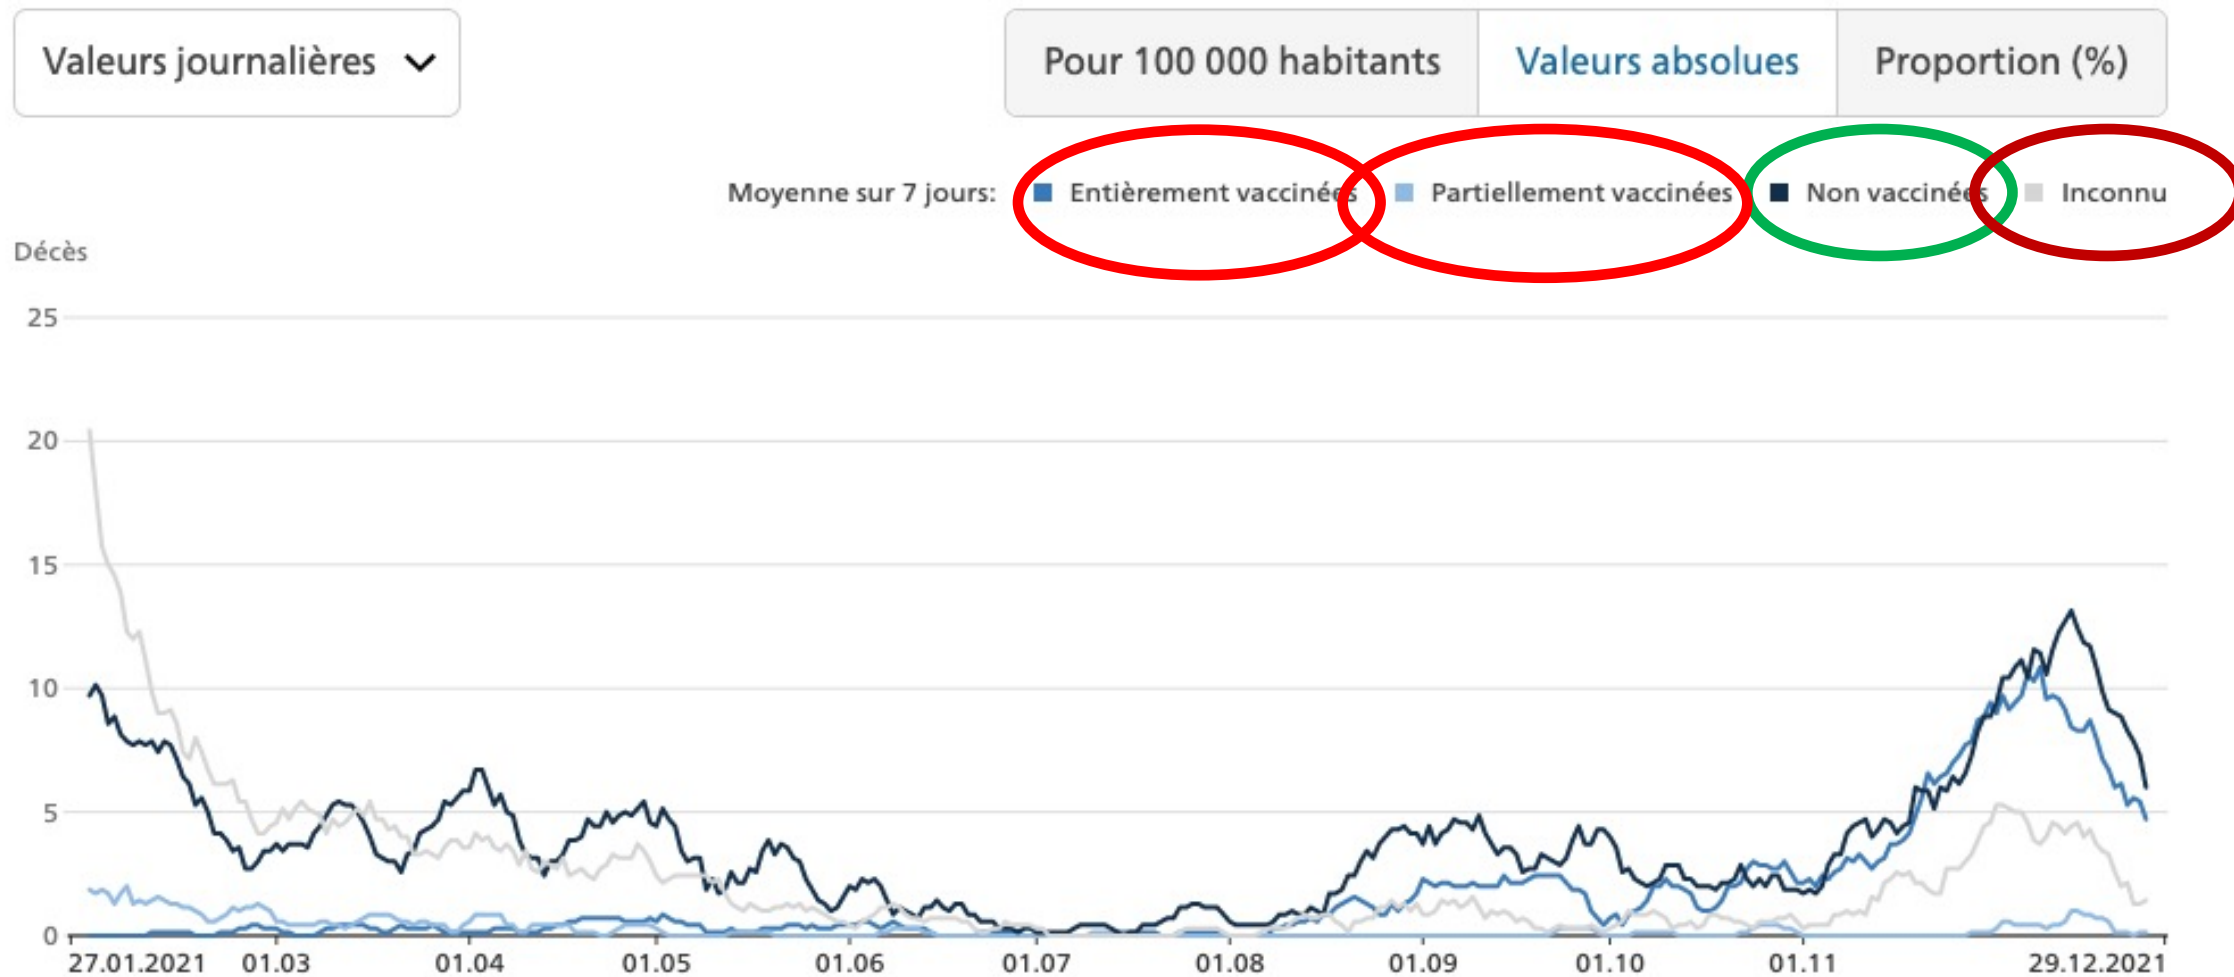 Valeurs journalières
Pour 100 000 habitants Valeurs absolues Proportion (%)
Moyenne sur 7 jours: Entièrement vaccinées Partiellement vaccinées Non vaccinées Inconnu
Décès
25
20
15
10
5
0
27.01.2021 01.03 01.04 01.05 01.06 01.07 01.08 01.09 01.10 01.11 29.12.2021